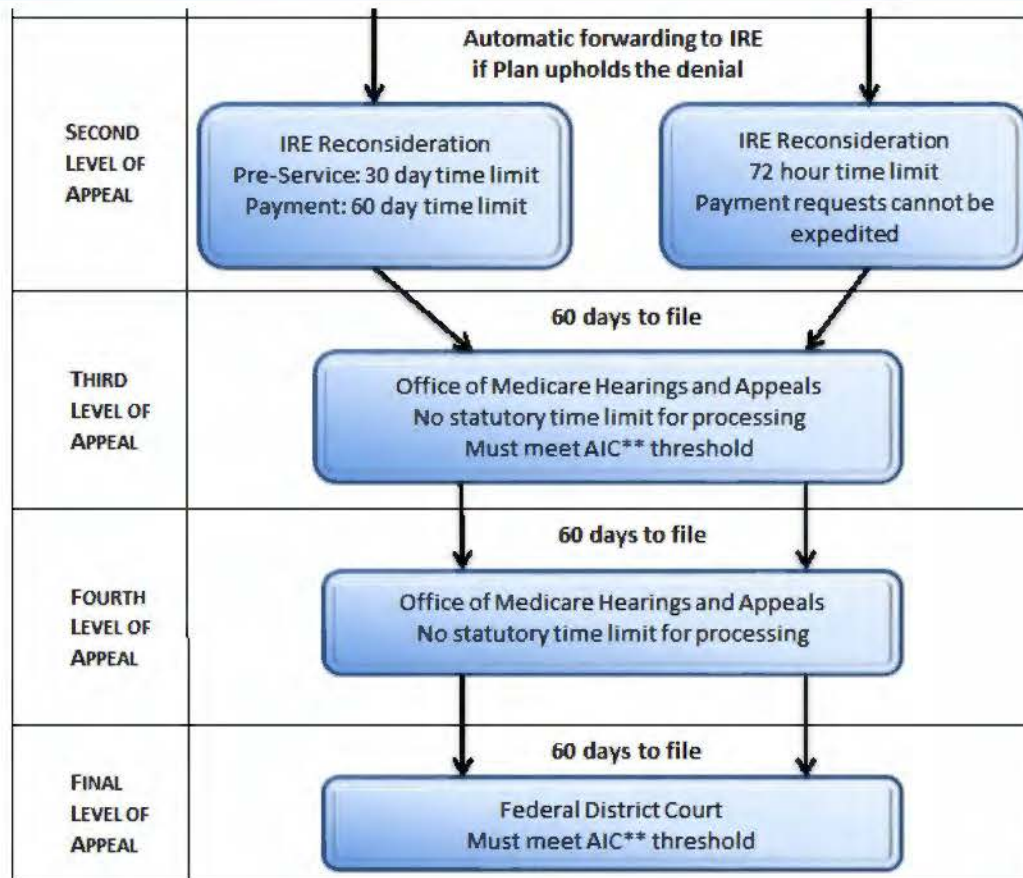 Automatic forwarding to IRE
if Plan upholds the denial
SECOND
LEVEL OF
APPEAL
IRE Reconsideration
Pre-Service: 30 day time limit
Payment: 60 day time limit
IRE Reconsideration
72 hour time limit
Payment requests cannot be
expedited
60 days to file
THIRD
LEVEL OF
APPEAL
Office of Medicare Hearings and Appeals
No statutory time limit for processing
Must meet AIC** threshold
60 days to file
FOURTH
LEVEL OF
APPEAL
Office of Medicare Hearings and Appeals
No statutory time limit for processing
60 days to file
FINAL
LEVEL OF
APPEAL
Federal District Court
Must meet AIC** threshold